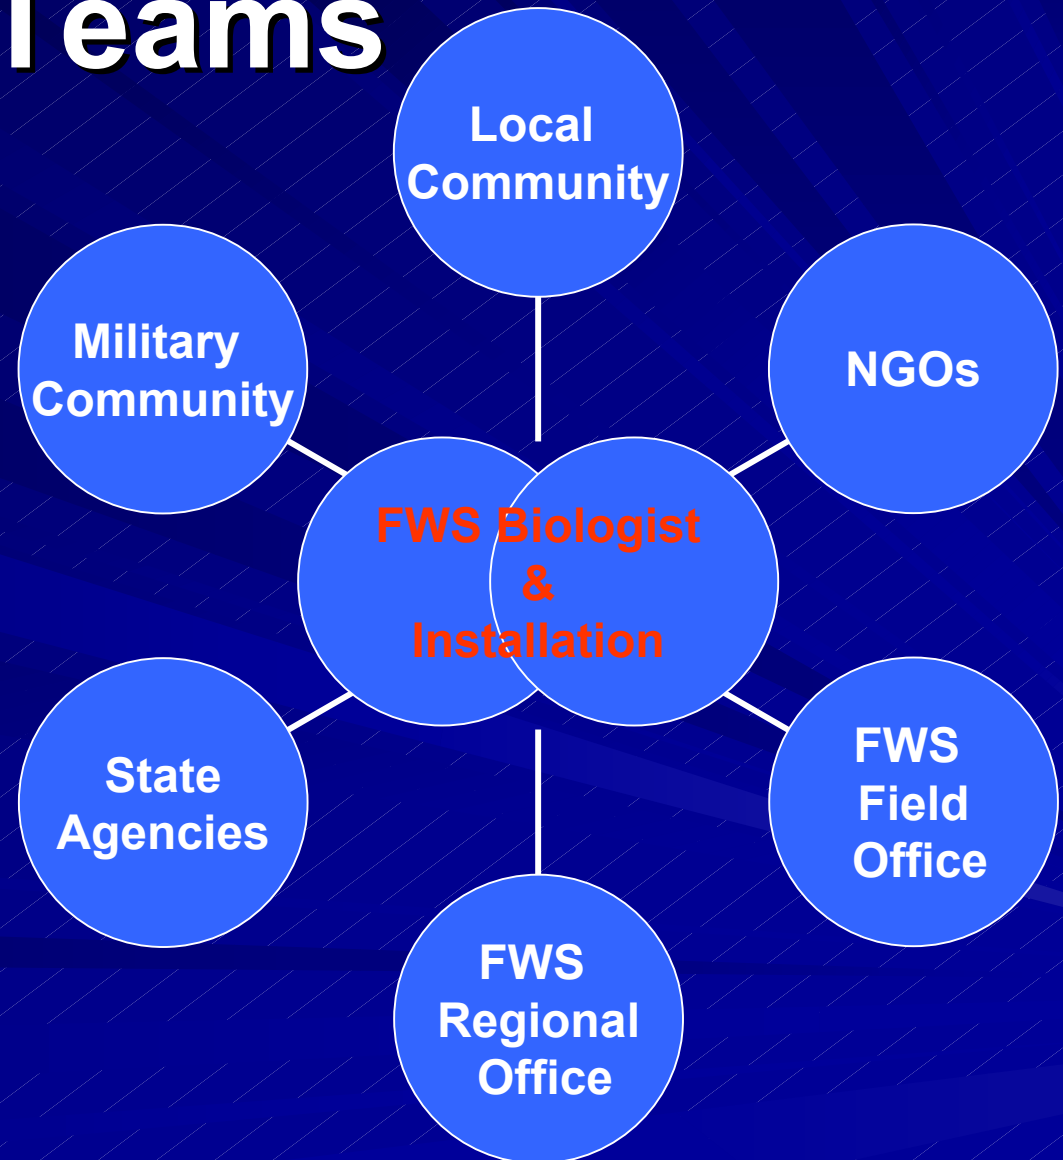 Teams
Local
Community
Military
Community
NGOs
FWS Biologist
&
Installation
State
Agencies
FWS
Field
Office
FWS
Regional
Office